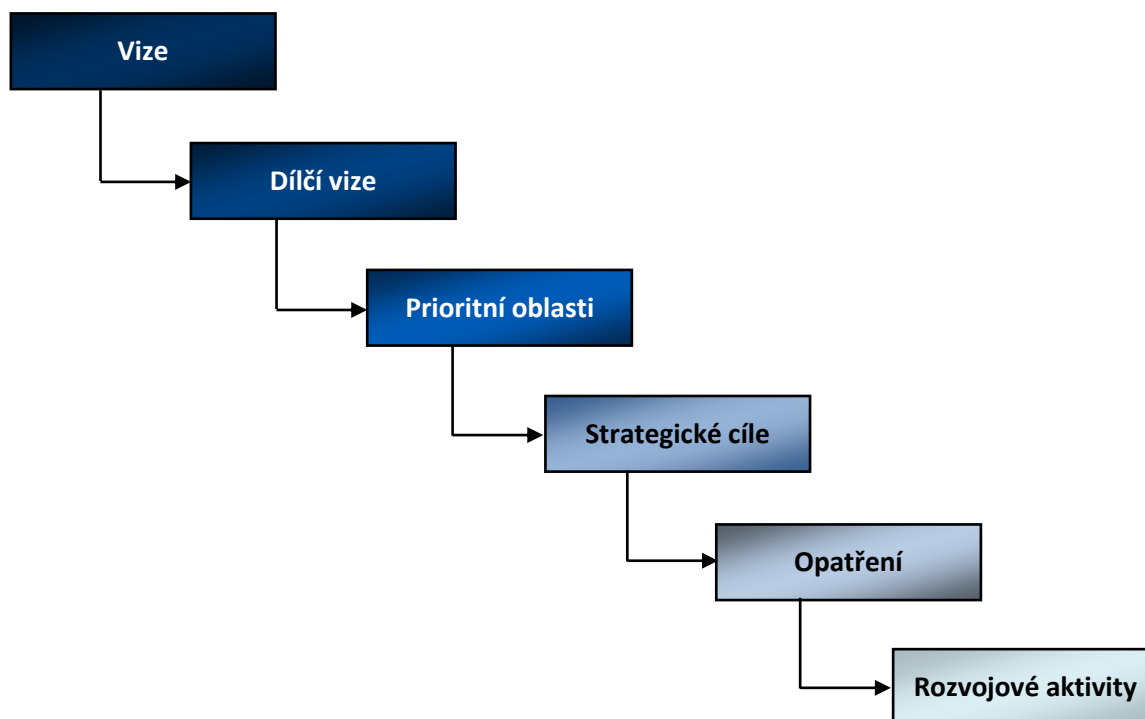 Vize
Dílčí vize
Prioritní oblasti
Strategické cíle
Opatření
Rozvojové aktivity